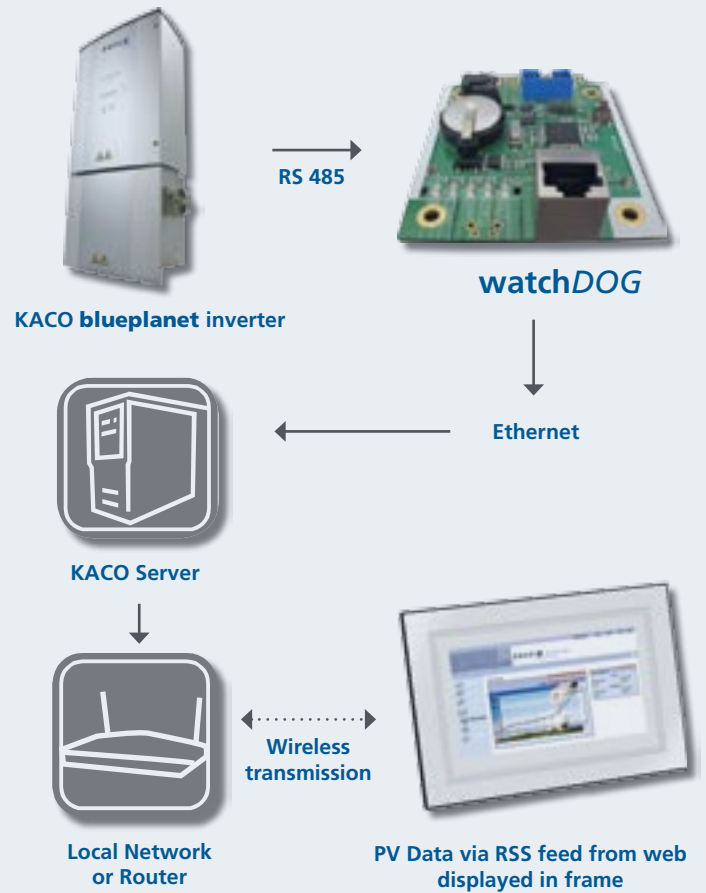 RS 485
watchDOG
KACO blueplanet inverter
Ethernet
KACO Server
Wireless
transmission
Local Network
or Router
PV Data via RSS feed from web
displayed in frame